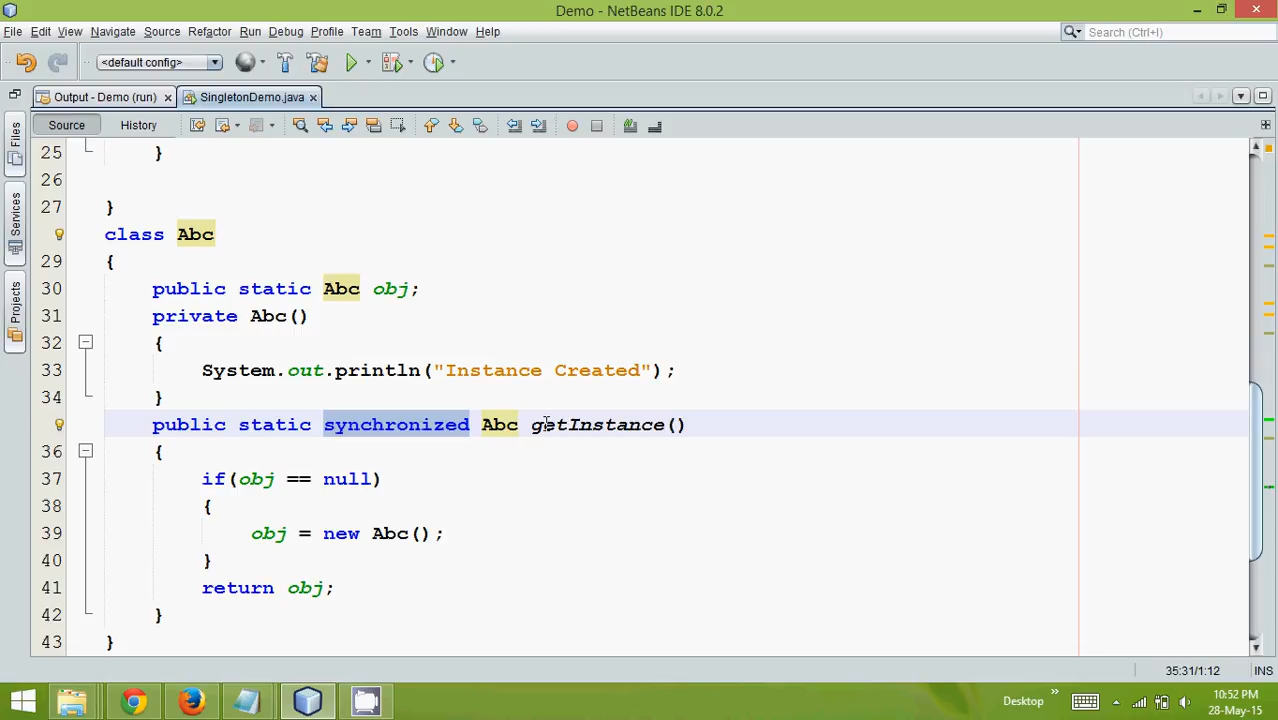 Demo - NetBeans IDE 8.0.2
File Edit View Navigate Source Refactor Run Debug Profile Team Tools Window Help
Search (Ctrl+I)
<default config>
Output - Demo (run) SingletonDemo.java
Source History
Files
Services
Projects
25 }
26
27 }
class Abc
29 {
30 public static Abc obj;
31 private Abc()
32 {
33 System.out.println("Instance Created");
34 }
public static synchronized Abc getInstance()
36 {
37 if(obj == null)
38 {
39 obj = new Abc();
40 }
41 return obj;
42 }
43 }
35:31/1:12 INS
Desktop
10:52 PM
28-May-15